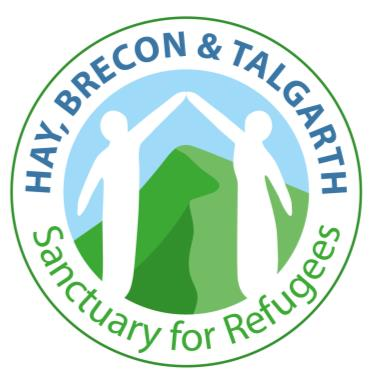 HAY, BRECON & TALGARTH
Sanctuary for Refugees